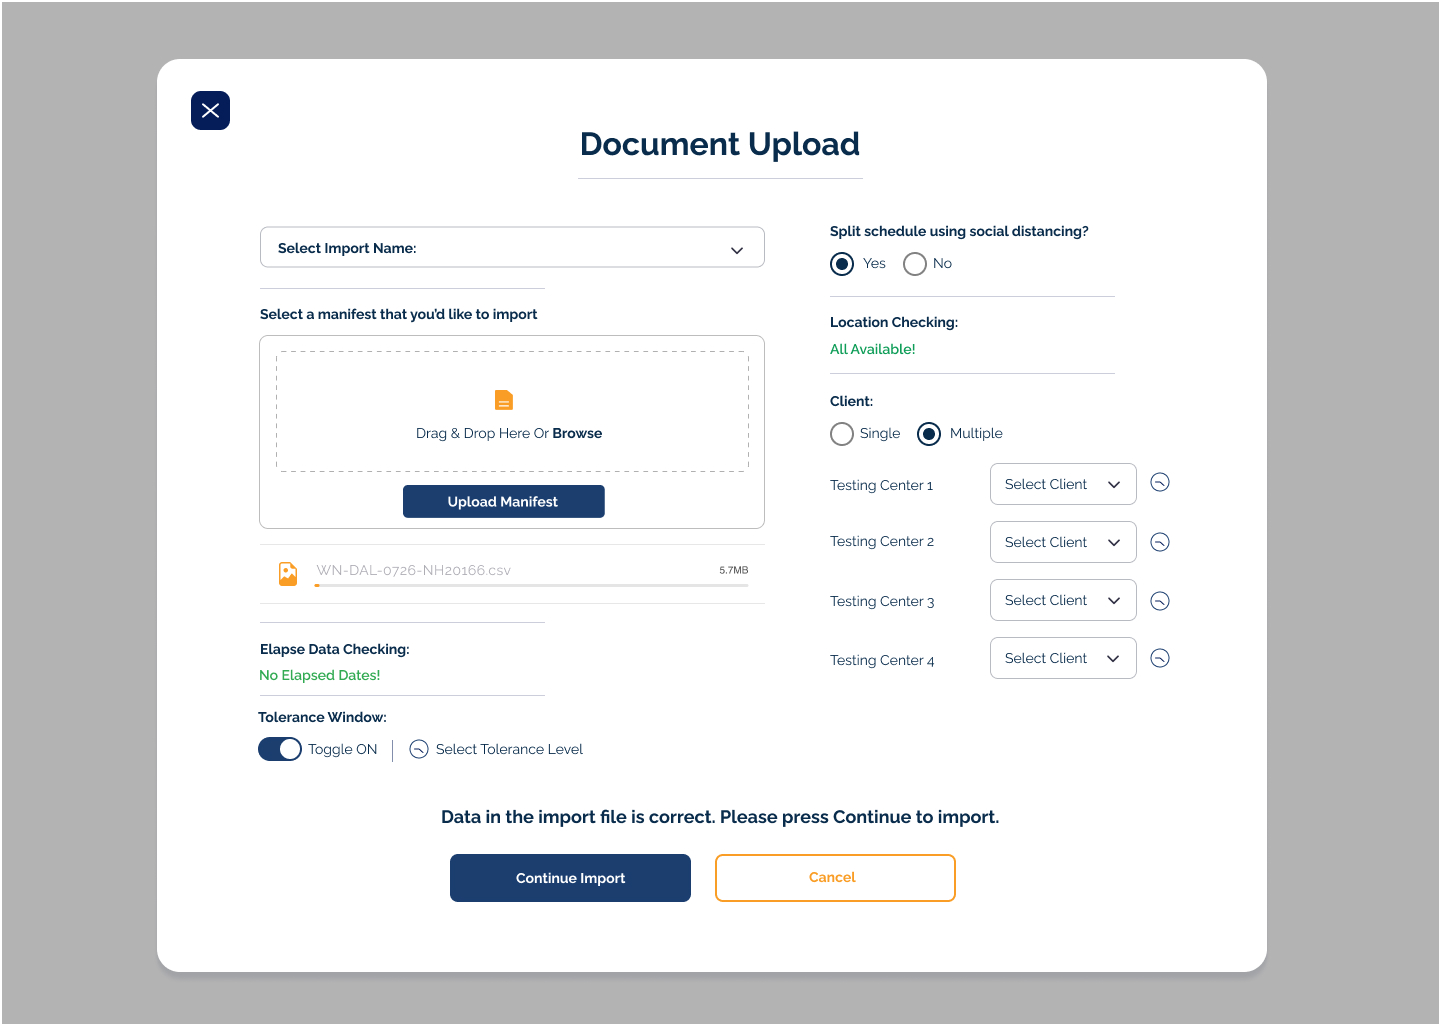 Document Upload
Select Import Name:
Select a manifest that you’d like to import
Drag & Drop Here Or Browse
Upload Manifest
WN-DAL-0726-NH20166.csv
5.7MB
Elapse Data Checking:
No Elapsed Dates!
Tolerance Window:
Toggle ON
Select Tolerance Level
Split schedule using social distancing?
Yes
No
Location Checking:
All Available!
Client:
Single
Multiple
Testing Center 1
Select Client
Testing Center 2
Select Client
Testing Center 3
Select Client
Testing Center 4
Select Client
Data in the import file is correct. Please press Continue to import.
Continue Import
Cancel